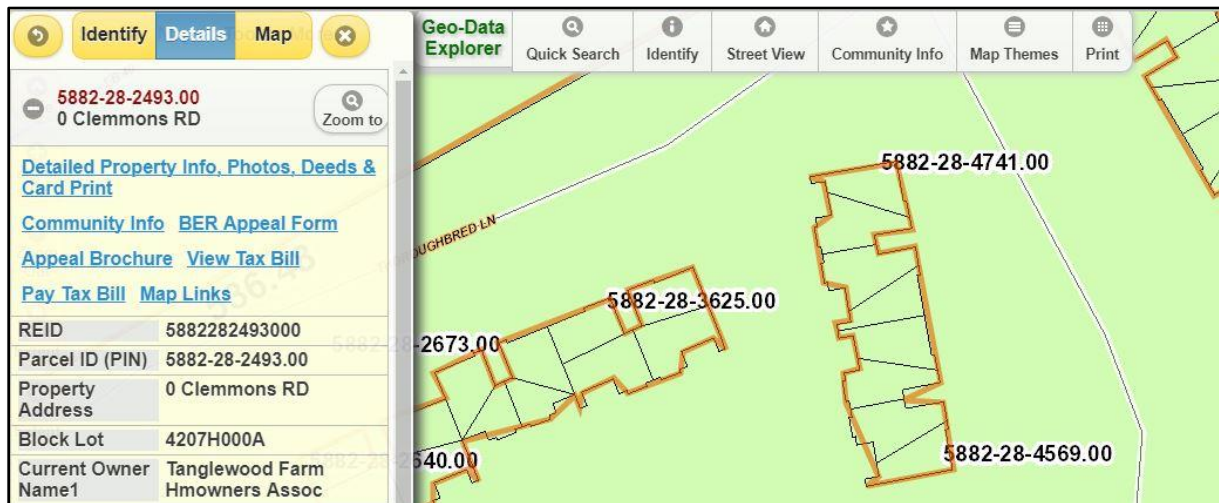 Identify Details Map
Geo-Data
Explorer
Quick Search Identify Street View Community Info Map Themes Print
5882-28-2493.00
0 Clemmons RD
Zoom to
Detailed Property Info, Photos, Deeds &
Card Print
Community Info BER Appeal Form
Appeal Brochure View Tax Bill
Pay Tax Bill Map Links
REID 5882282493000
Parcel ID (PIN) 5882-28-2493.00
Property
Address
0 Clemmons RD
Block Lot 4207H000A
Current Owner
Name1
Tanglewood Farm
Hmowners Assoc
5882-28-4741.00
5882-28-3625.00
5882-28-2673.00
5882-28-4569.00